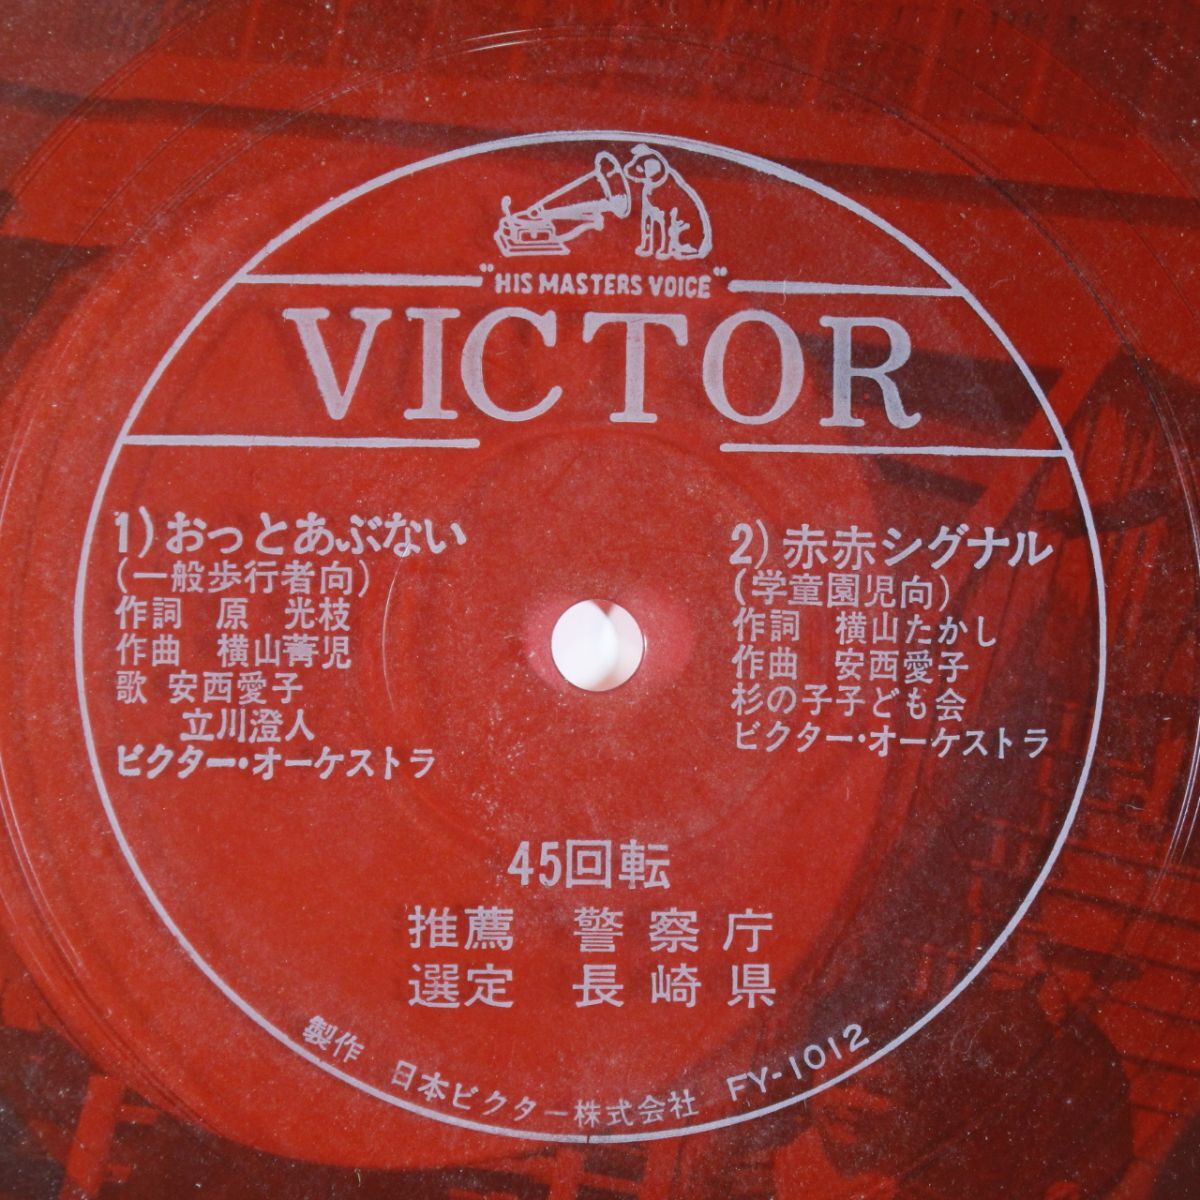 "HIS MASTERS VOICE"
VICTOR
1)おっとあぶない
(一般歩行者向)
作詞 原 光枝
作曲 横山菁児
歌 安西愛子
立川澄人
ビクター・オーケストラ
2)赤赤シグナル
(学童園児向)
作詞 横山たかし
作曲 安西愛子
杉の子子ども会
ビクター・オーケストラ
45回転
推薦 警察庁
選定 長崎県
製作 日本ビクター株式会社 FY-1012